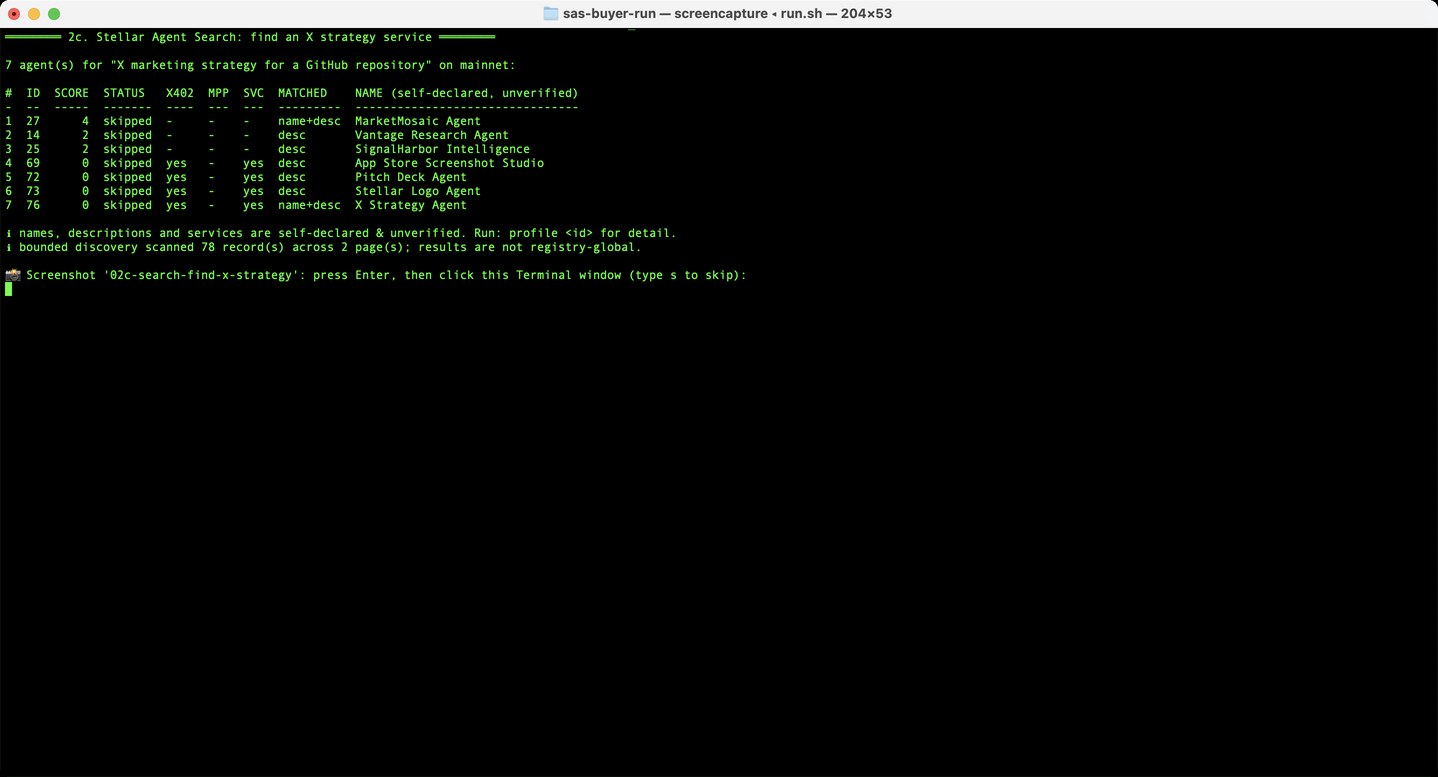 sas-buyer-run — screencapture ◂ run.sh — 204×53
════════ 2c. Stellar Agent Search: find an X strategy service ════════
7 agent(s) for "X marketing strategy for a GitHub repository" on mainnet:
#  ID  SCORE  STATUS   X402  MPP  SVC  MATCHED    NAME (self-declared, unverified)
-  --  -----  -------  ----  ---  ---  ---------  --------------------------------
1  27      4  skipped  -     -    -    name+desc  MarketMosaic Agent
2  14      2  skipped  -     -    -    desc       Vantage Research Agent
3  25      2  skipped  -     -    -    desc       SignalHarbor Intelligence
4  69      0  skipped  yes   -    yes  desc       App Store Screenshot Studio
5  72      0  skipped  yes   -    yes  desc       Pitch Deck Agent
6  73      0  skipped  yes   -    yes  desc       Stellar Logo Agent
7  76      0  skipped  yes   -    yes  name+desc  X Strategy Agent
ℹ names, descriptions and services are self-declared & unverified. Run: profile <id> for detail.
ℹ bounded discovery scanned 78 record(s) across 2 page(s); results are not registry-global.
📸 Screenshot '02c-search-find-x-strategy': press Enter, then click this Terminal window (type s to skip):